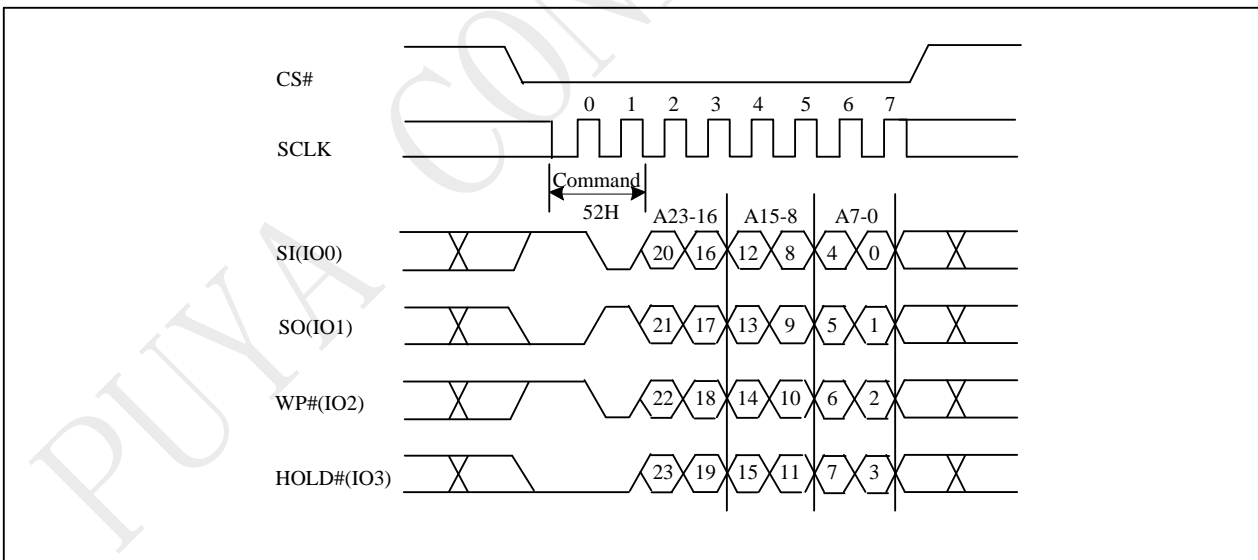 PUYA CON
CS#
0 1 2 3 4 5 6 7
SCLK
Command
52H
A23-16 A15-8 A7-0
SI(IO0) 20 16 12 8 4 0
SO(IO1) 21 17 13 9 5 1
WP#(IO2) 22 18 14 10 6 2
HOLD#(IO3) 23 19 15 11 7 3